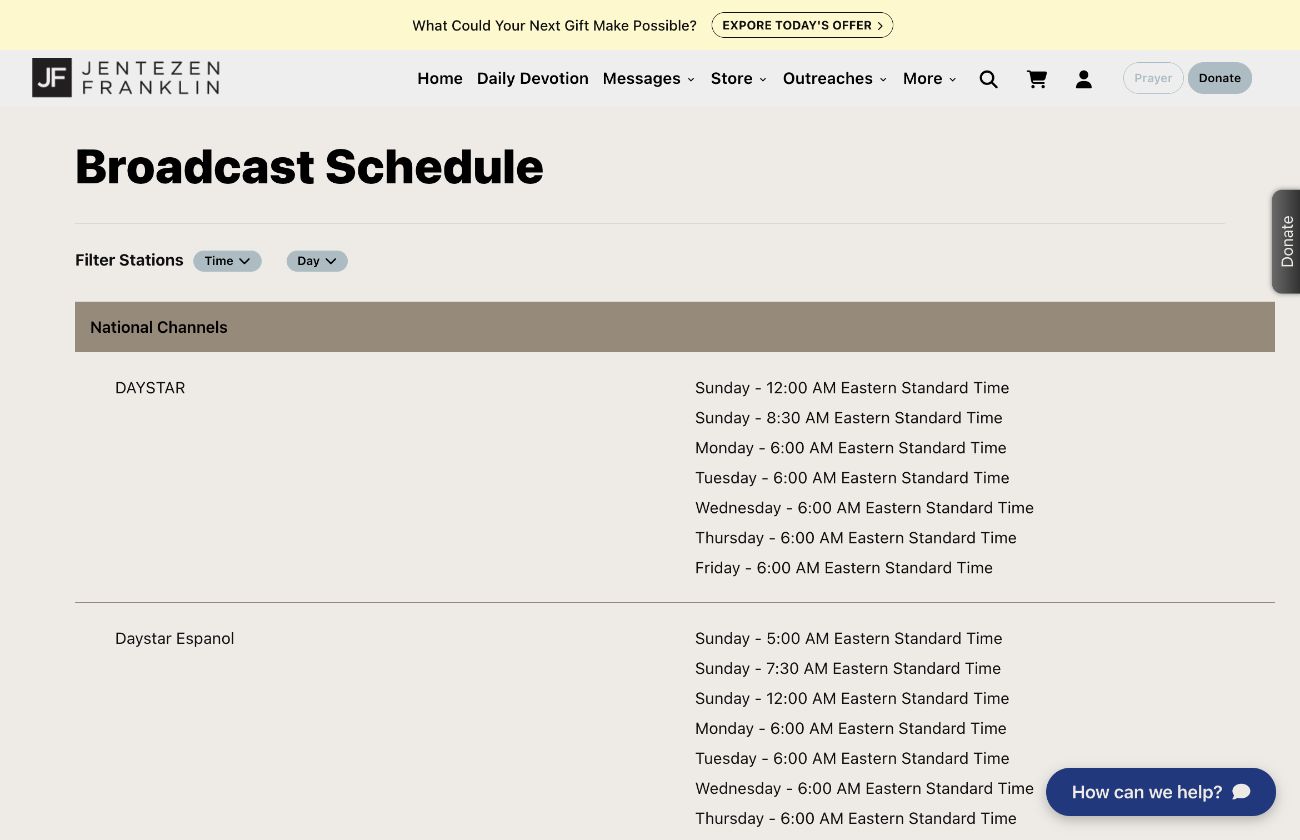 What Could Your Next Gift Make Possible? EXPORE TODAY'S OFFER
JF JENTEZEN FRANKLIN
Home Daily Devotion Messages Store Outreaches More Prayer Donate
Broadcast Schedule
Donate
Filter Stations Time Day
National Channels
DAYSTAR
Sunday - 12:00 AM Eastern Standard Time
Sunday - 8:30 AM Eastern Standard Time
Monday - 6:00 AM Eastern Standard Time
Tuesday - 6:00 AM Eastern Standard Time
Wednesday - 6:00 AM Eastern Standard Time
Thursday - 6:00 AM Eastern Standard Time
Friday - 6:00 AM Eastern Standard Time
Daystar Espanol
Sunday - 5:00 AM Eastern Standard Time
Sunday - 7:30 AM Eastern Standard Time
Sunday - 12:00 AM Eastern Standard Time
Monday - 6:00 AM Eastern Standard Time
Tuesday - 6:00 AM Eastern Standard Time
Wednesday - 6:00 AM Eastern Standard Time
Thursday - 6:00 AM Eastern Standard Time
How can we help?